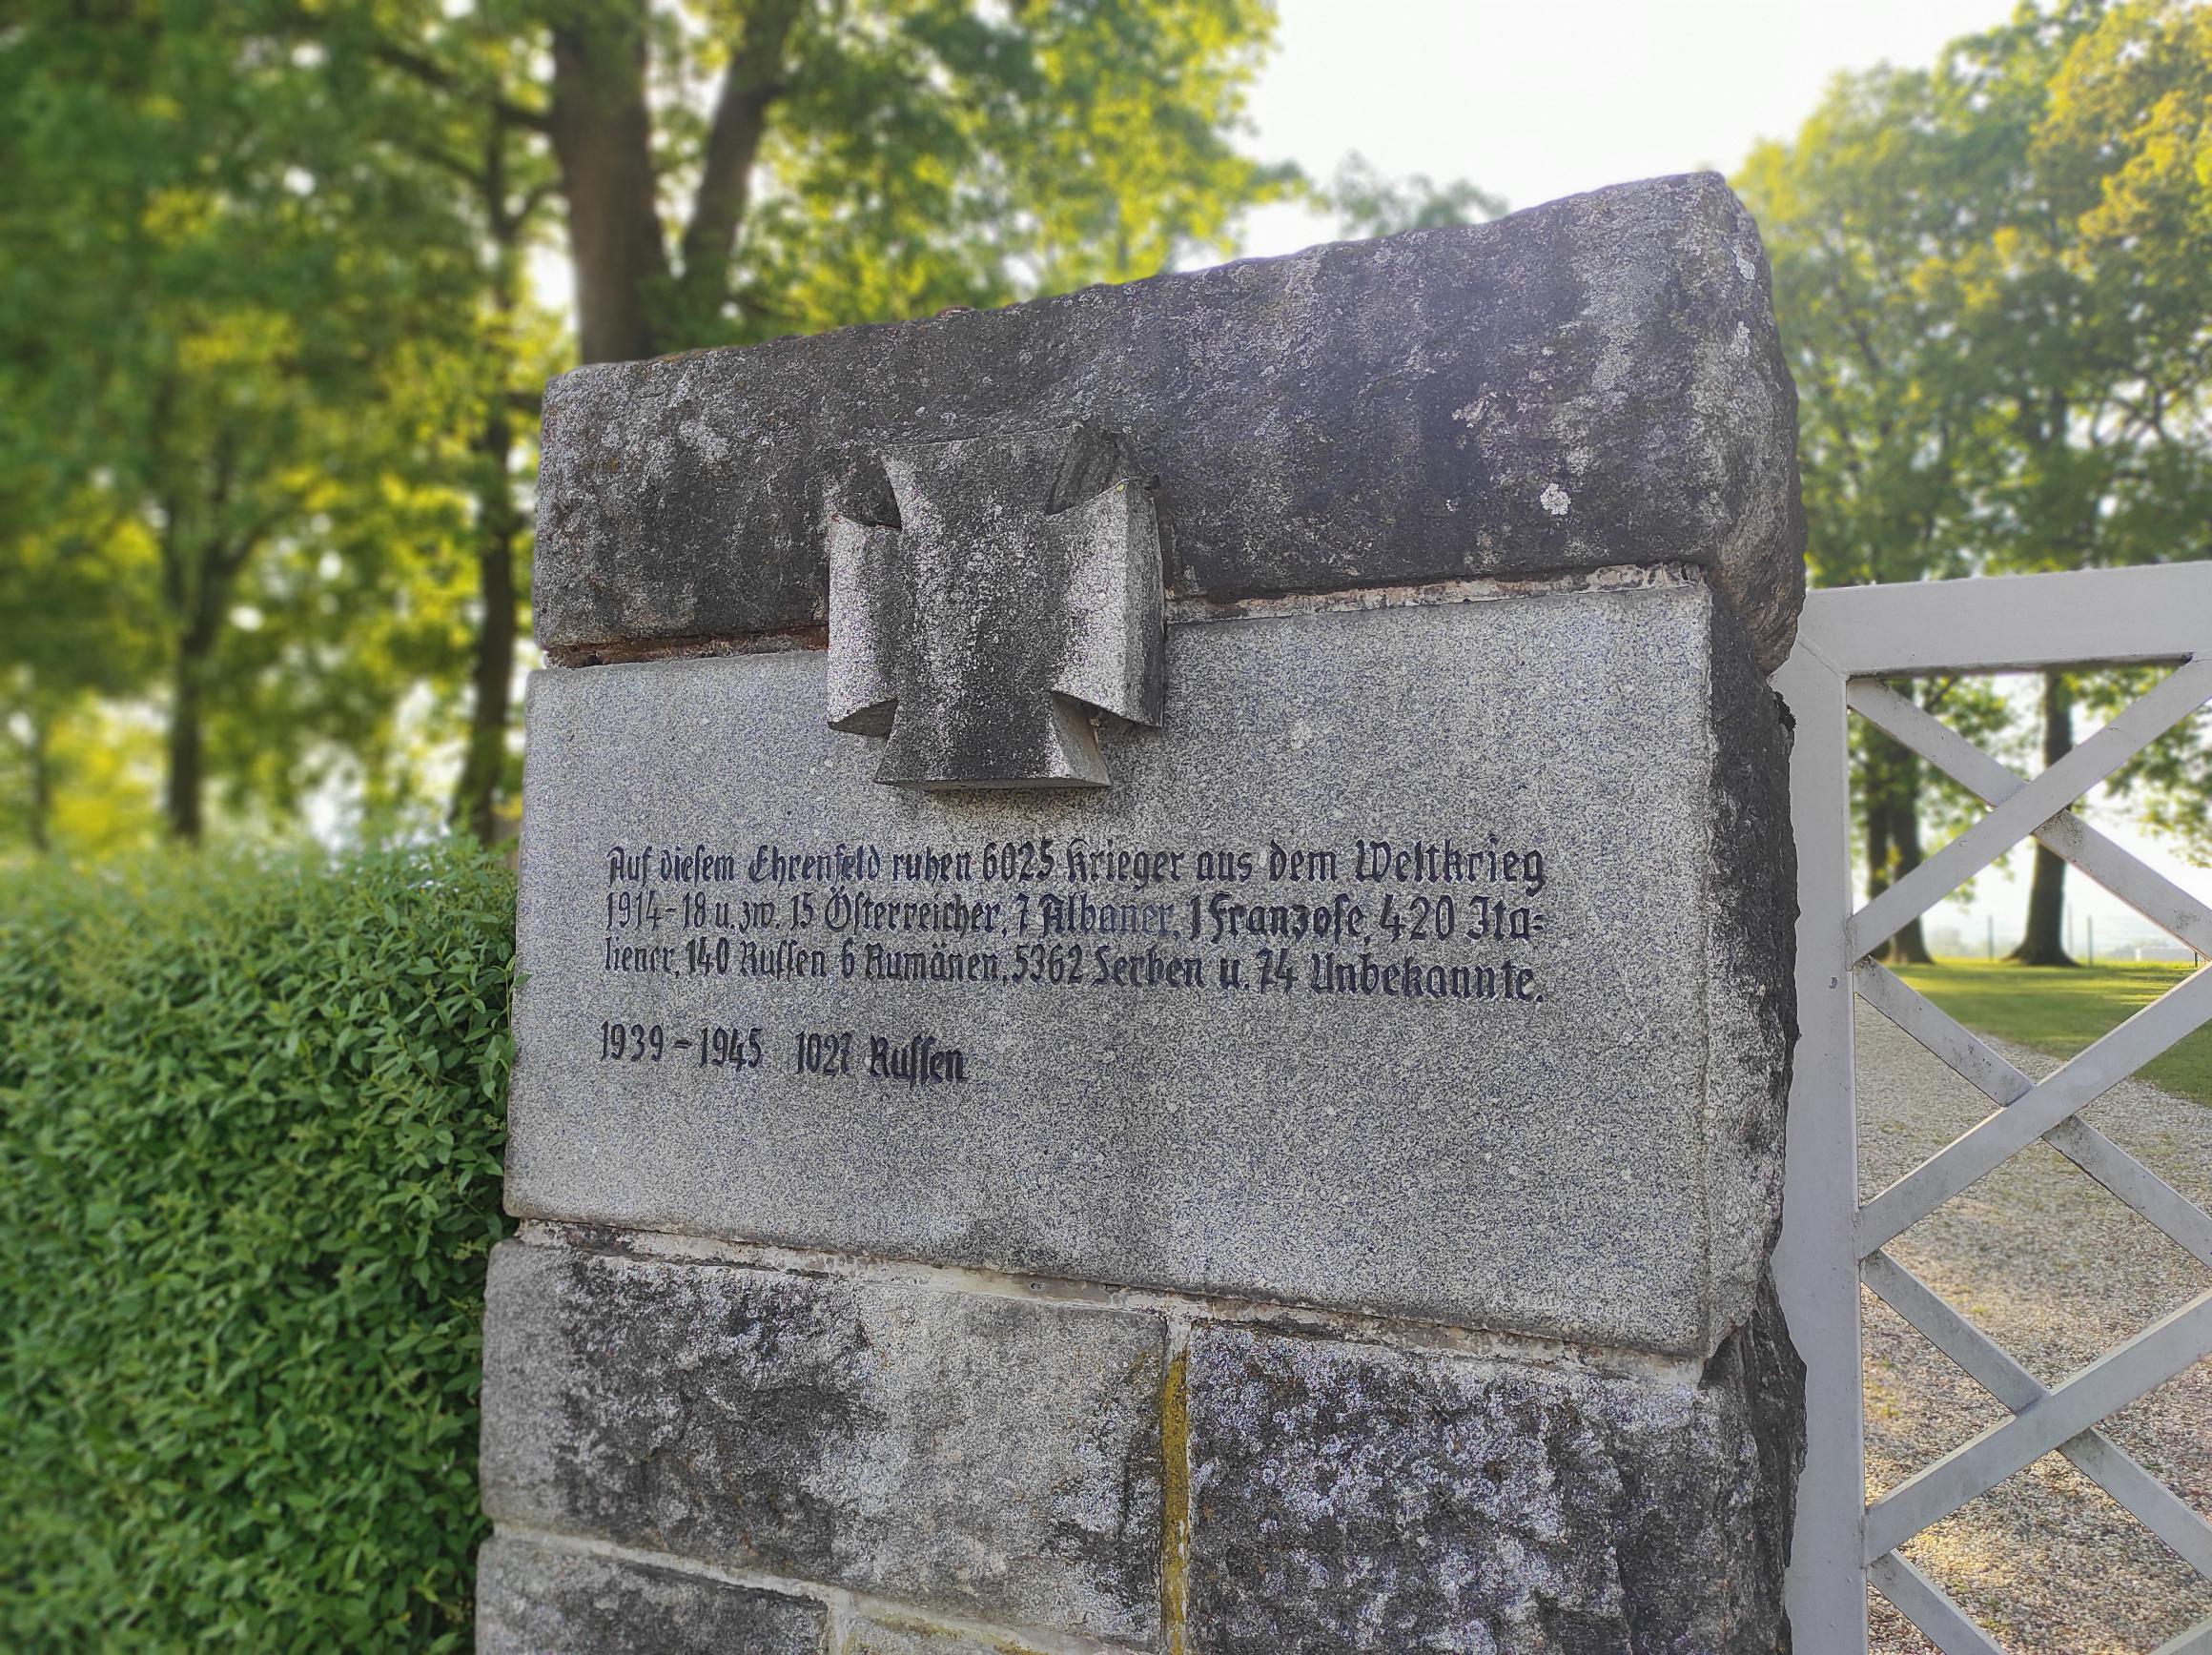 Auf diesem Ehrenfeld ruhen 6025 Krieger aus dem Weltkrieg
1914-18 u. zw. 15 Österreicher, 7 Albaner, 1 Franzose, 420 Ita=
liener, 140 Russen 6 Rumänen, 5362 Serben u. 74 Unbekannte.
1939-1945 1027 Russen